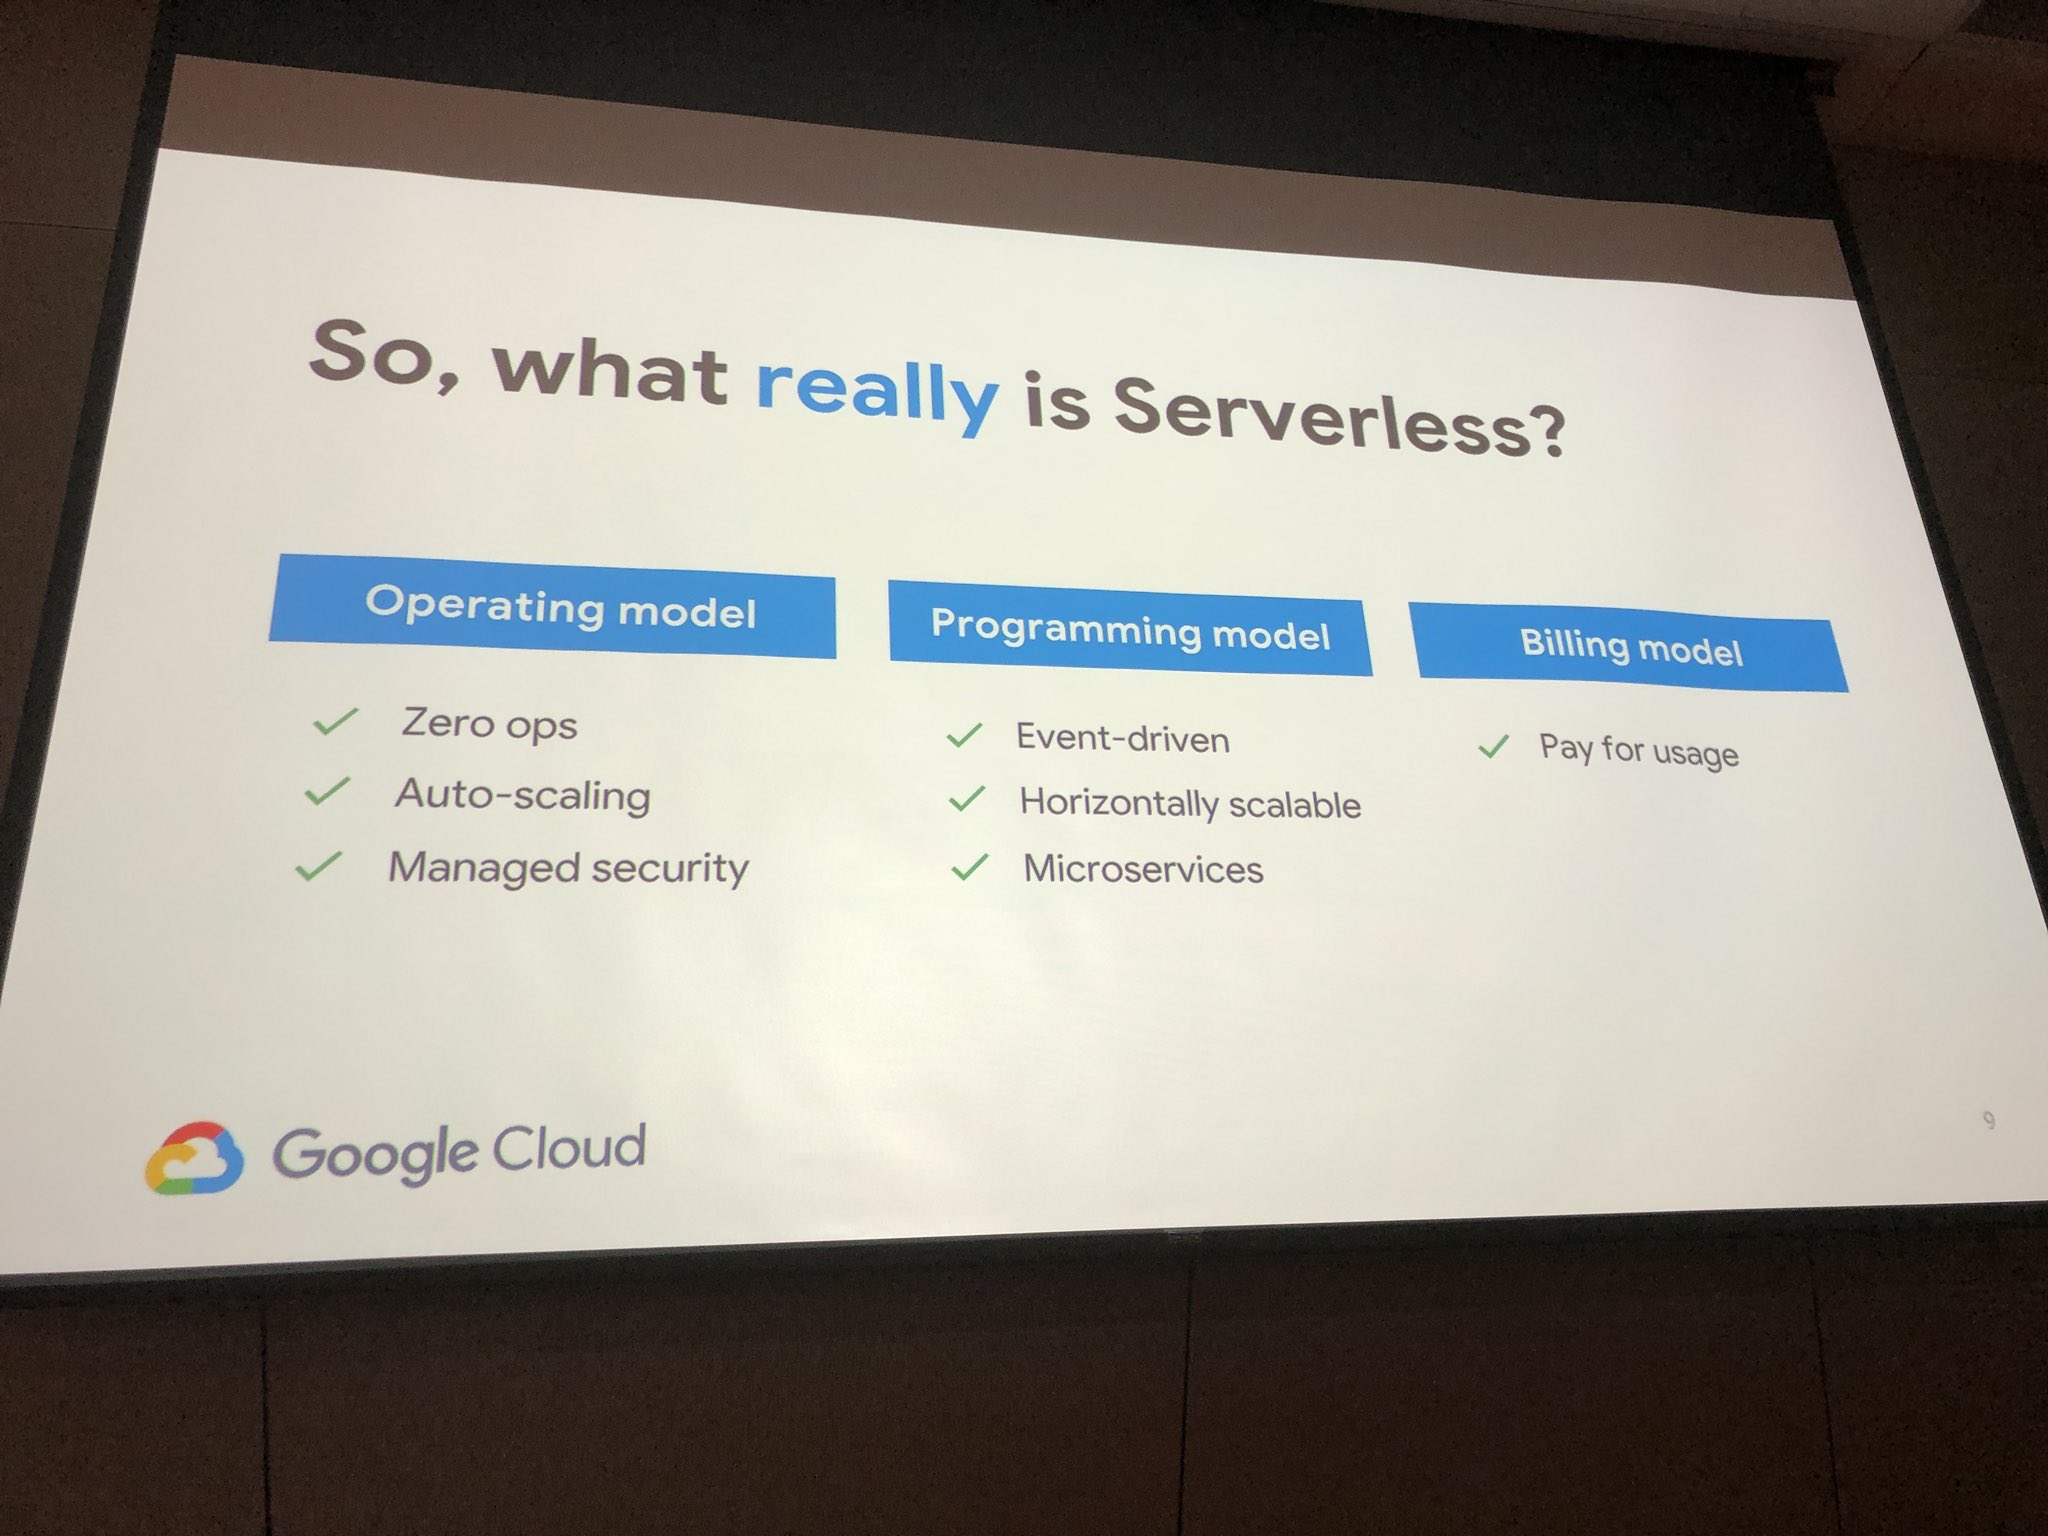 So, what really is Serverless?
Operating model
Zero ops
Auto-scaling
Managed security
Programming model
Event-driven
Horizontally scalable
Microservices
Billing model
Pay for usage
Google Cloud
9